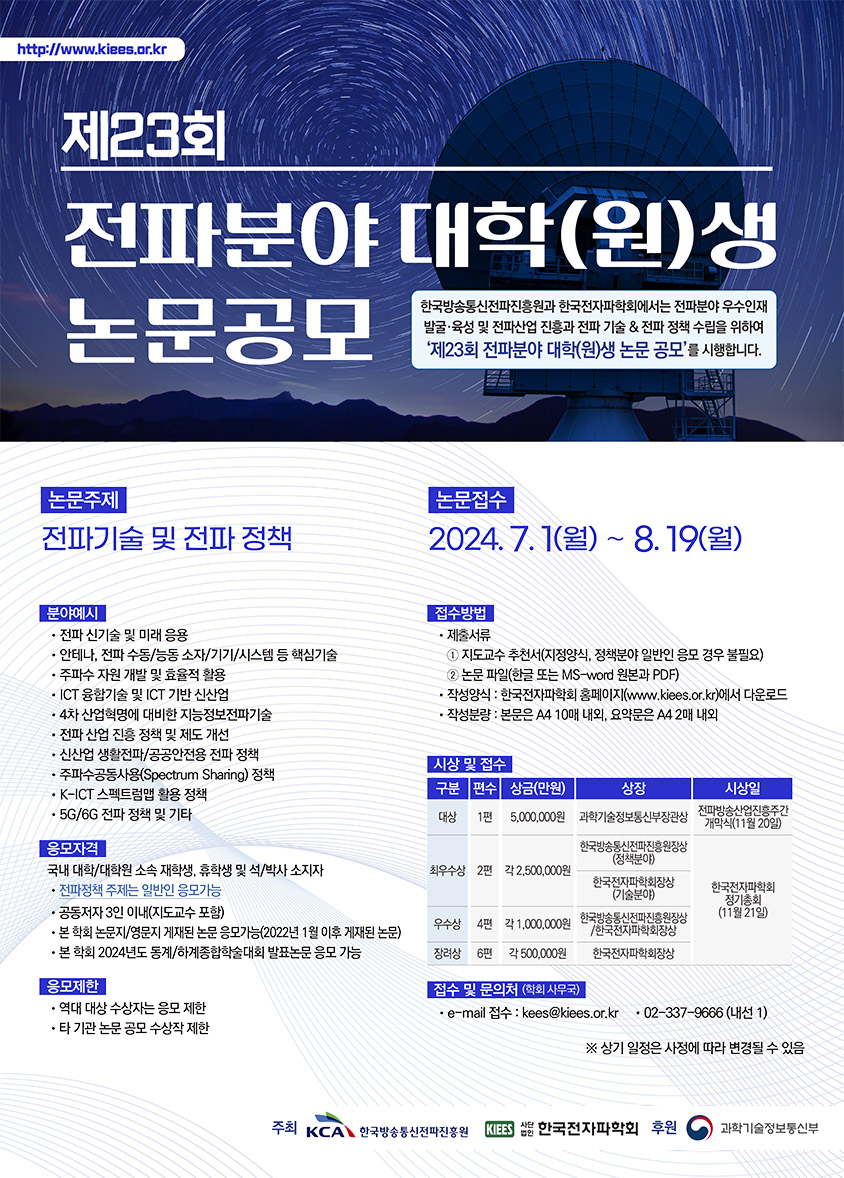 http://www.kiees.or.kr
제23회
전파분야 대학(원)생
논문공모
한국방송통신전파진흥원과 한국전자파학회에서는 전파분야 우수인재
발굴·육성 및 전파산업 진흥과 전파 기술 & 전파 정책 수립을 위하여
'제23회 전파분야 대학(원)생 논문 공모'를 시행합니다.
논문주제
전파기술 및 전파 정책
분야예시
· 전파 신기술 및 미래 응용
· 안테나, 전파 수동/능동 소자/기기/시스템 등 핵심기술
· 주파수 자원 개발 및 효율적 활용
· ICT 융합기술 및 ICT 기반 신산업
· 4차 산업혁명에 대비한 지능정보전파기술
· 전파 산업 진흥 정책 및 제도 개선
· 신산업 생활전파/공공안전용 전파 정책
· 주파수공동사용(Spectrum Sharing) 정책
· K-ICT 스펙트럼맵 활용 정책
· 5G/6G 전파 정책 및 기타
응모자격
국내 대학/대학원 소속 재학생, 휴학생 및 석/박사 소지자
· 전파정책 주제는 일반인 응모가능
· 공동저자 3인 이내(지도교수 포함)
· 본 학회 논문지/영문지 게재된 논문 응모가능(2022년 1월 이후 게재된 논문)
· 본 학회 2024년도 동계/하계종합학술대회 발표논문 응모 가능
응모제한
· 역대 대상 수상자는 응모 제한
· 타 기관 논문 공모 수상작 제한
논문접수
2024. 7. 1(월) ~ 8. 19(월)
접수방법
· 제출서류
① 지도교수 추천서(지정양식, 정책분야 일반인 응모 경우 불필요)
② 논문 파일(한글 또는 MS-word 원본과 PDF)
· 작성양식 : 한국전자파학회 홈페이지(www.kiees.or.kr)에서 다운로드
· 작성분량 : 본문은 A4 10매 내외, 요약문은 A4 2매 내외
시상 및 접수
구분 편수 상금(만원) 상장 시상일
대상 1편 5,000,000원 과학기술정보통신부장관상 전파방송산업진흥주간
개막식(11월 20일)
최우수상 2편 각 2,500,000원 한국방송통신전파진흥원장상
(정책분야)
한국전자파학회장상
(기술분야)
한국전자파학회
정기총회
(11월 21일)
우수상 4편 각 1,000,000원 한국방송통신전파진흥원장상
/한국전자파학회장상
장려상 6편 각 500,000원 한국전자파학회장상
접수 및 문의처 (학회 사무국)
· e-mail 접수 : kees@kiees.or.kr · 02-337-9666 (내선 1)
※ 상기 일정은 사정에 따라 변경될 수 있음
주최 KCA 한국방송통신전파진흥원 KIEES 사단법인 한국전자파학회 후원 과학기술정보통신부